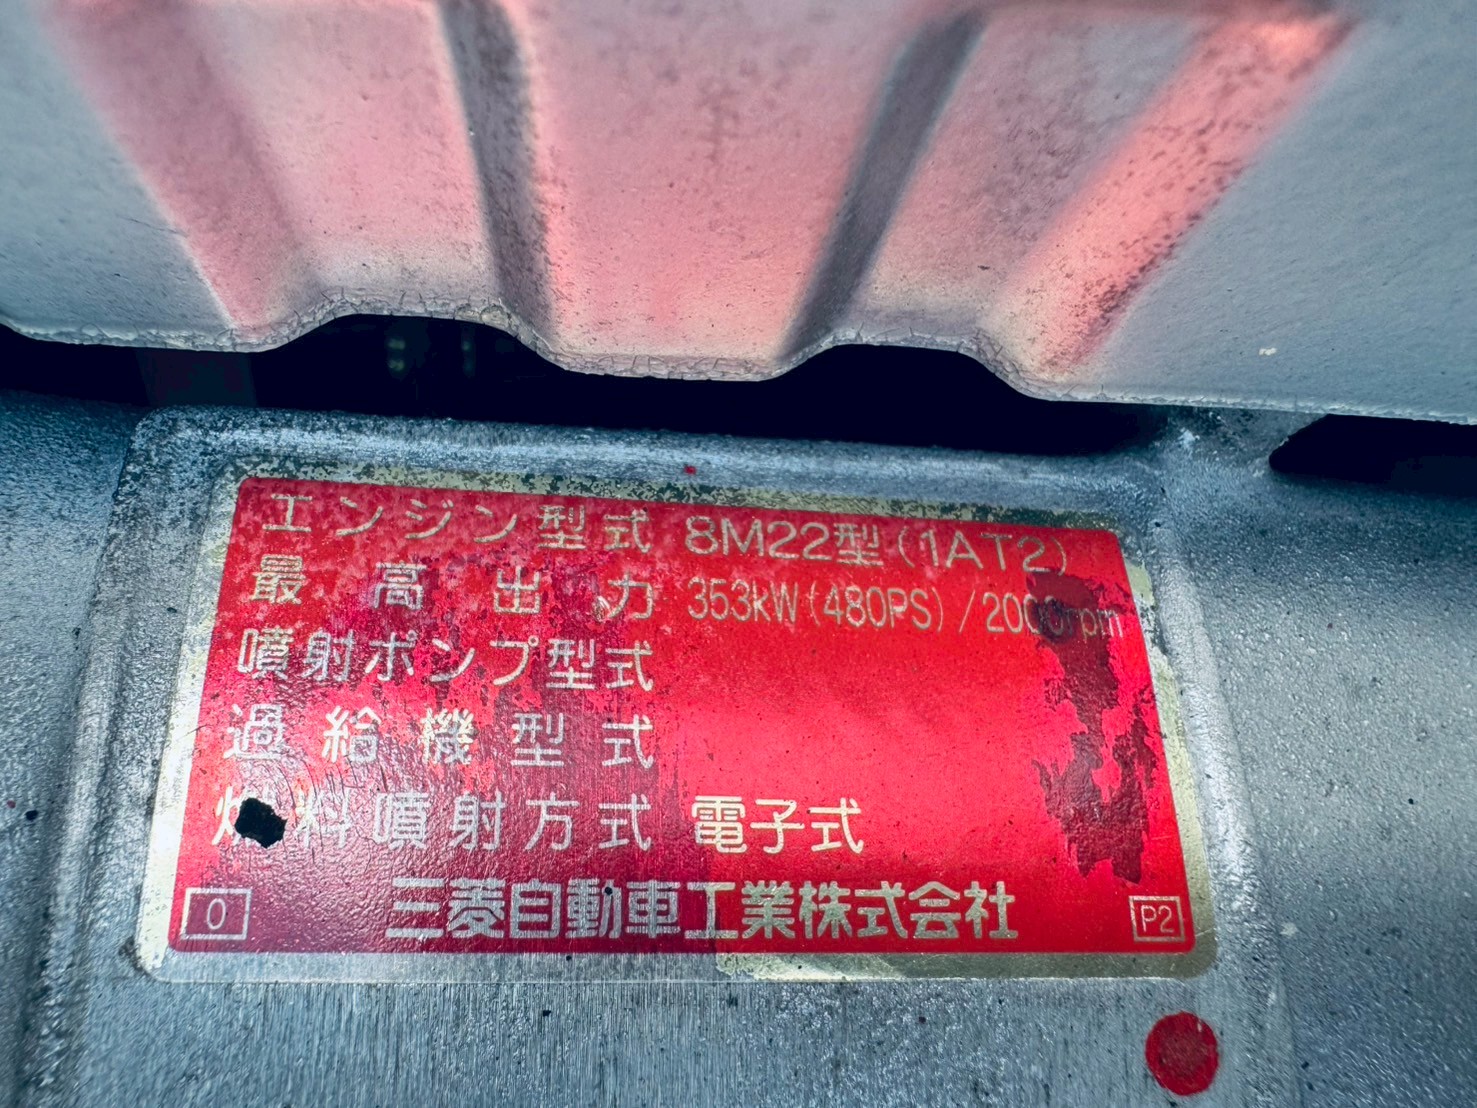 エンジン型式 8M22型(1AT2)
最高出力 353kW(480PS)/2000rpm
噴射ポンプ型式
過給機型式
燃料噴射方式 電子式
0 三菱自動車工業株式会社 P2